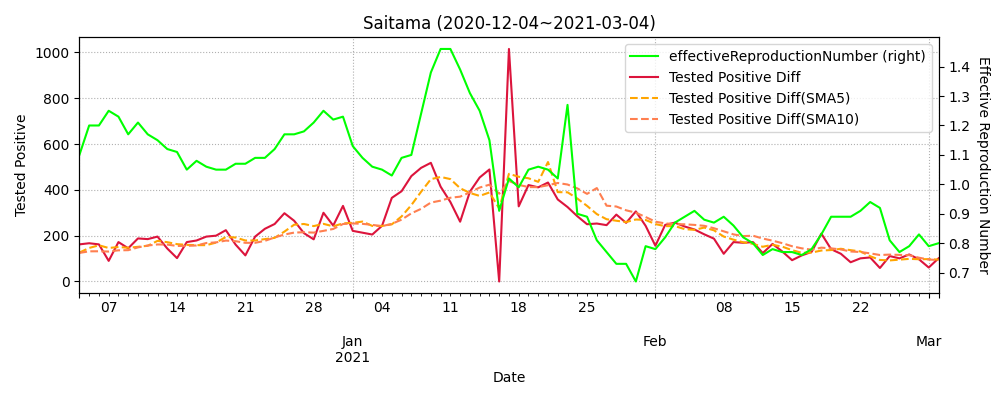 Saitama (2020-12-04~2021-03-04)
Tested Positive
1000
800
600
400
200
0
effectiveReproductionNumber (right)
Tested Positive Diff
Tested Positive Diff(SMA5)
Tested Positive Diff(SMA10)
1.4
1.3
1.2
1.1
1.0
0.9
0.8
0.7
Effective Reproduction Number
07 14 21 28 04 11 18 25 08 15 22
Jan Feb Mar
2021
Date